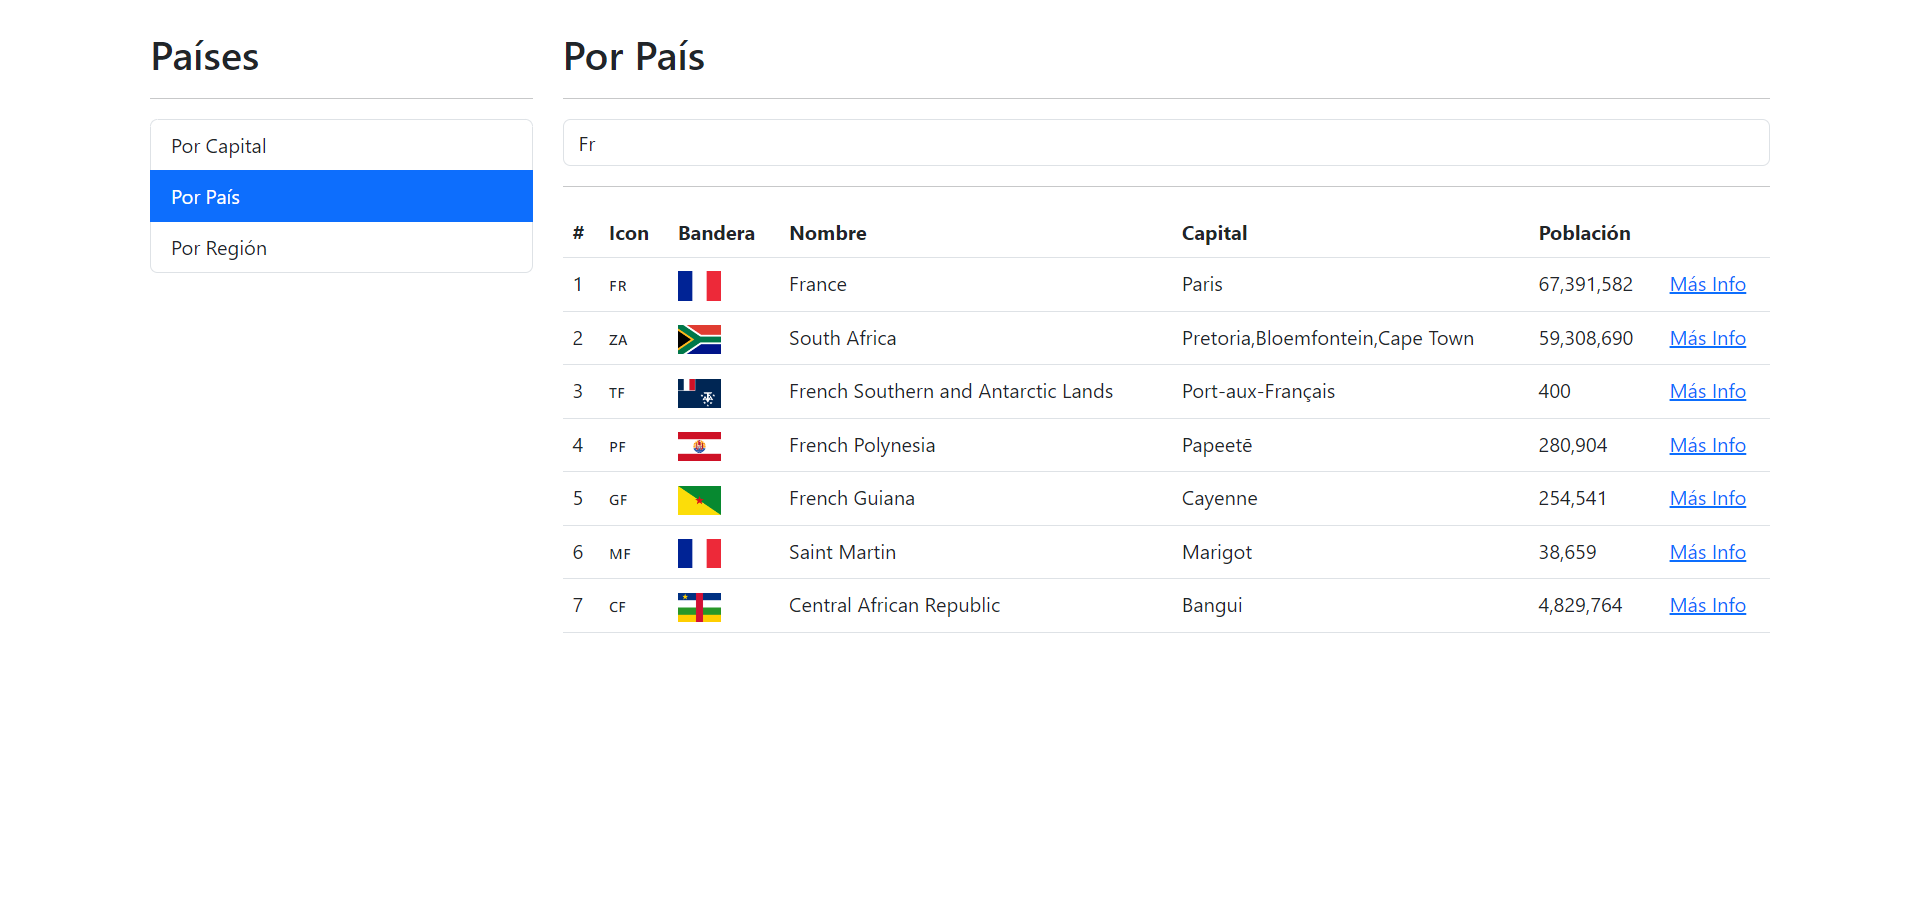 Países
Por Capital
Por País
Por Región
Por País
Fr
# Icon Bandera Nombre Capital Población
1 FR France Paris 67,391,582 Más Info
2 ZA South Africa Pretoria,Bloemfontein,Cape Town 59,308,690 Más Info
3 TF French Southern and Antarctic Lands Port-aux-Français 400 Más Info
4 PF French Polynesia Papeetē 280,904 Más Info
5 GF French Guiana Cayenne 254,541 Más Info
6 MF Saint Martin Marigot 38,659 Más Info
7 CF Central African Republic Bangui 4,829,764 Más Info